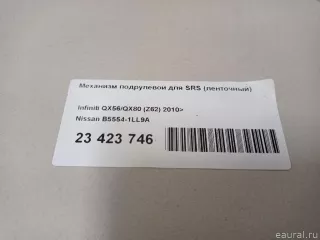 Механизм подрулевой для SRS (ленточный)
Infiniti QX56/QX80 (Z62) 2010>
Nissan B5554-1LL9A
23 423 746
eaural.ru